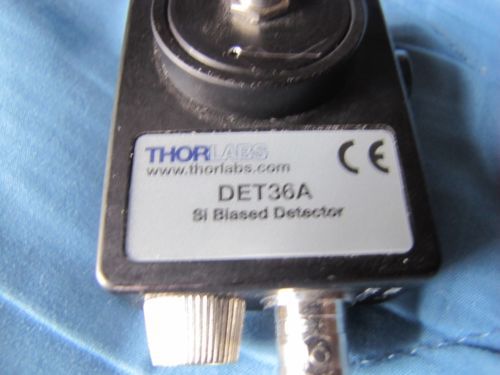 THORLABS
www.thorlabs.com
CE
DET36A
Si Biased Detector